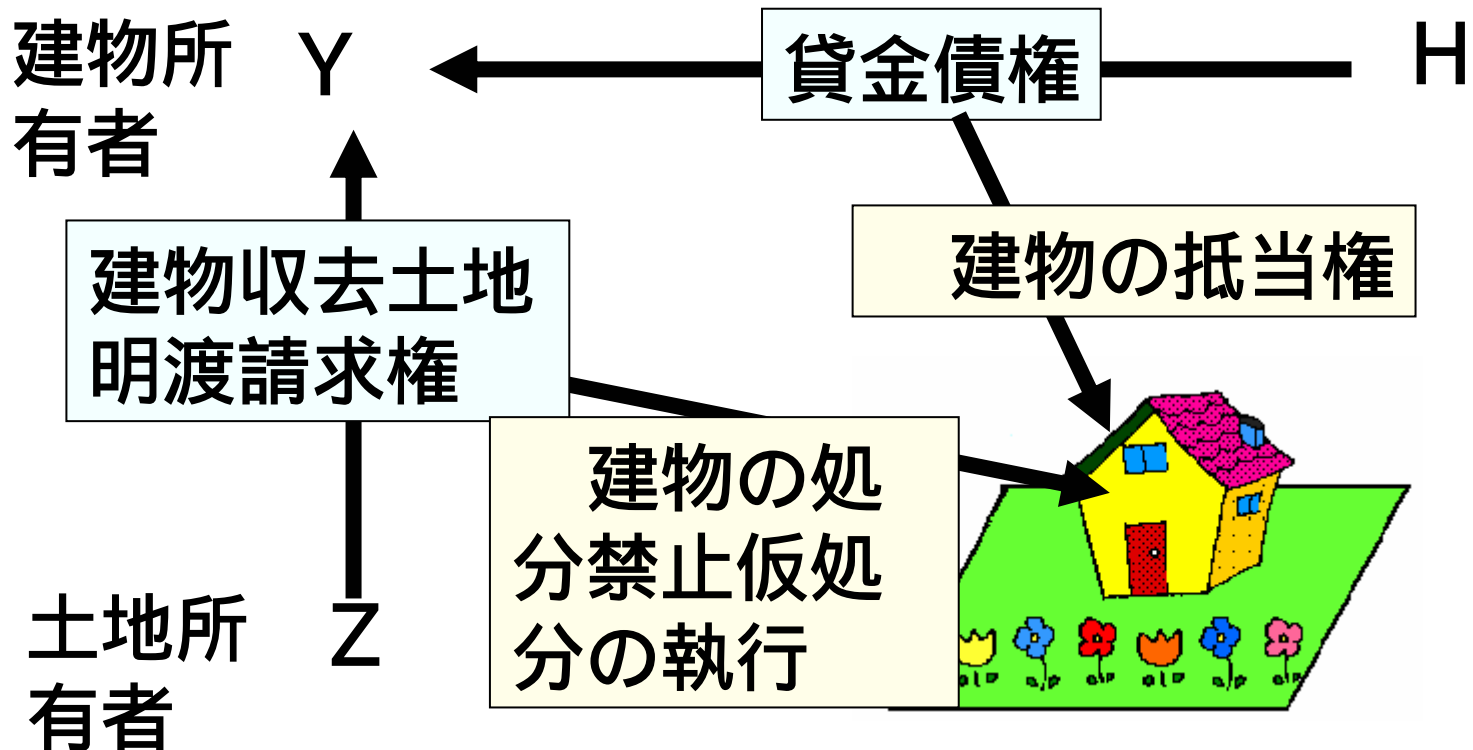 建物所
有者
Y
貸金債権
H
建物収去土地
明渡請求権
建物の抵当権
建物の処
分禁止仮処
分の執行
土地所
有者
Z